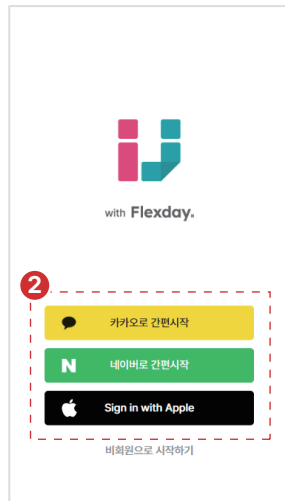 with Flexday.
2
카카오로 간편시작
N
네이버로 간편시작
Sign in with Apple
비회원으로 시작하기